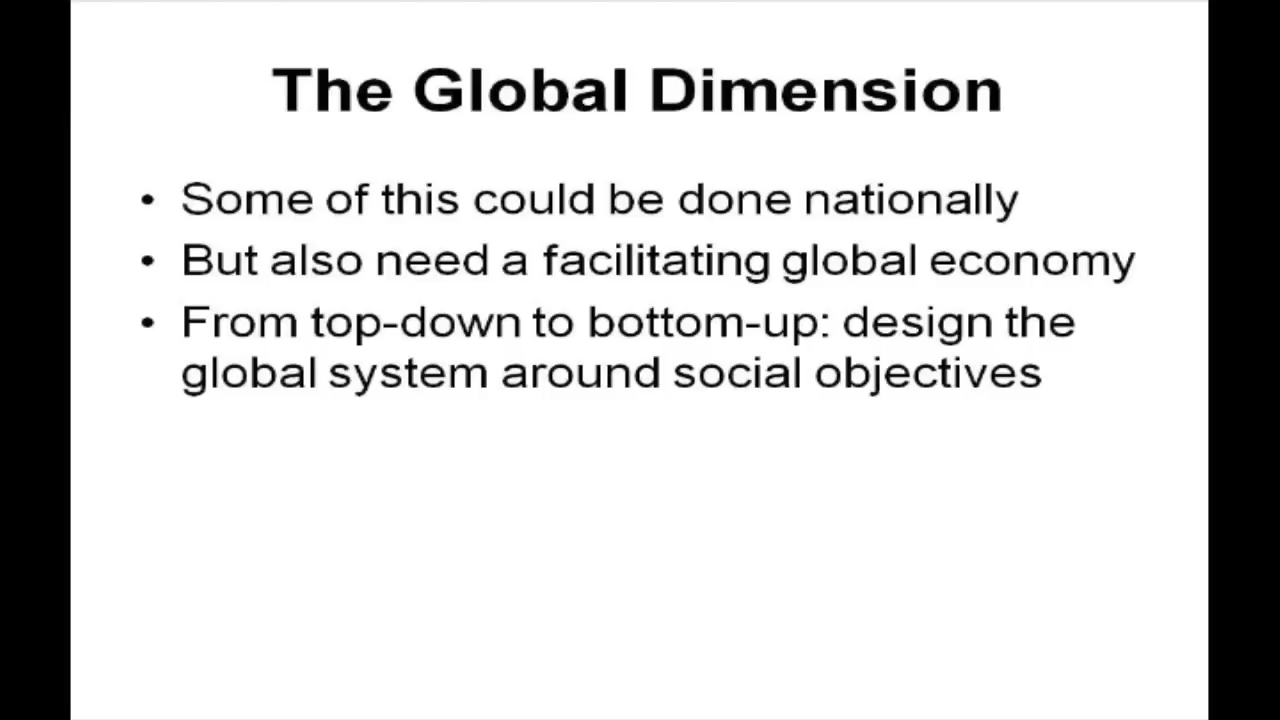 The Global Dimension
• Some of this could be done nationally
• But also need a facilitating global economy
• From top-down to bottom-up: design the
global system around social objectives